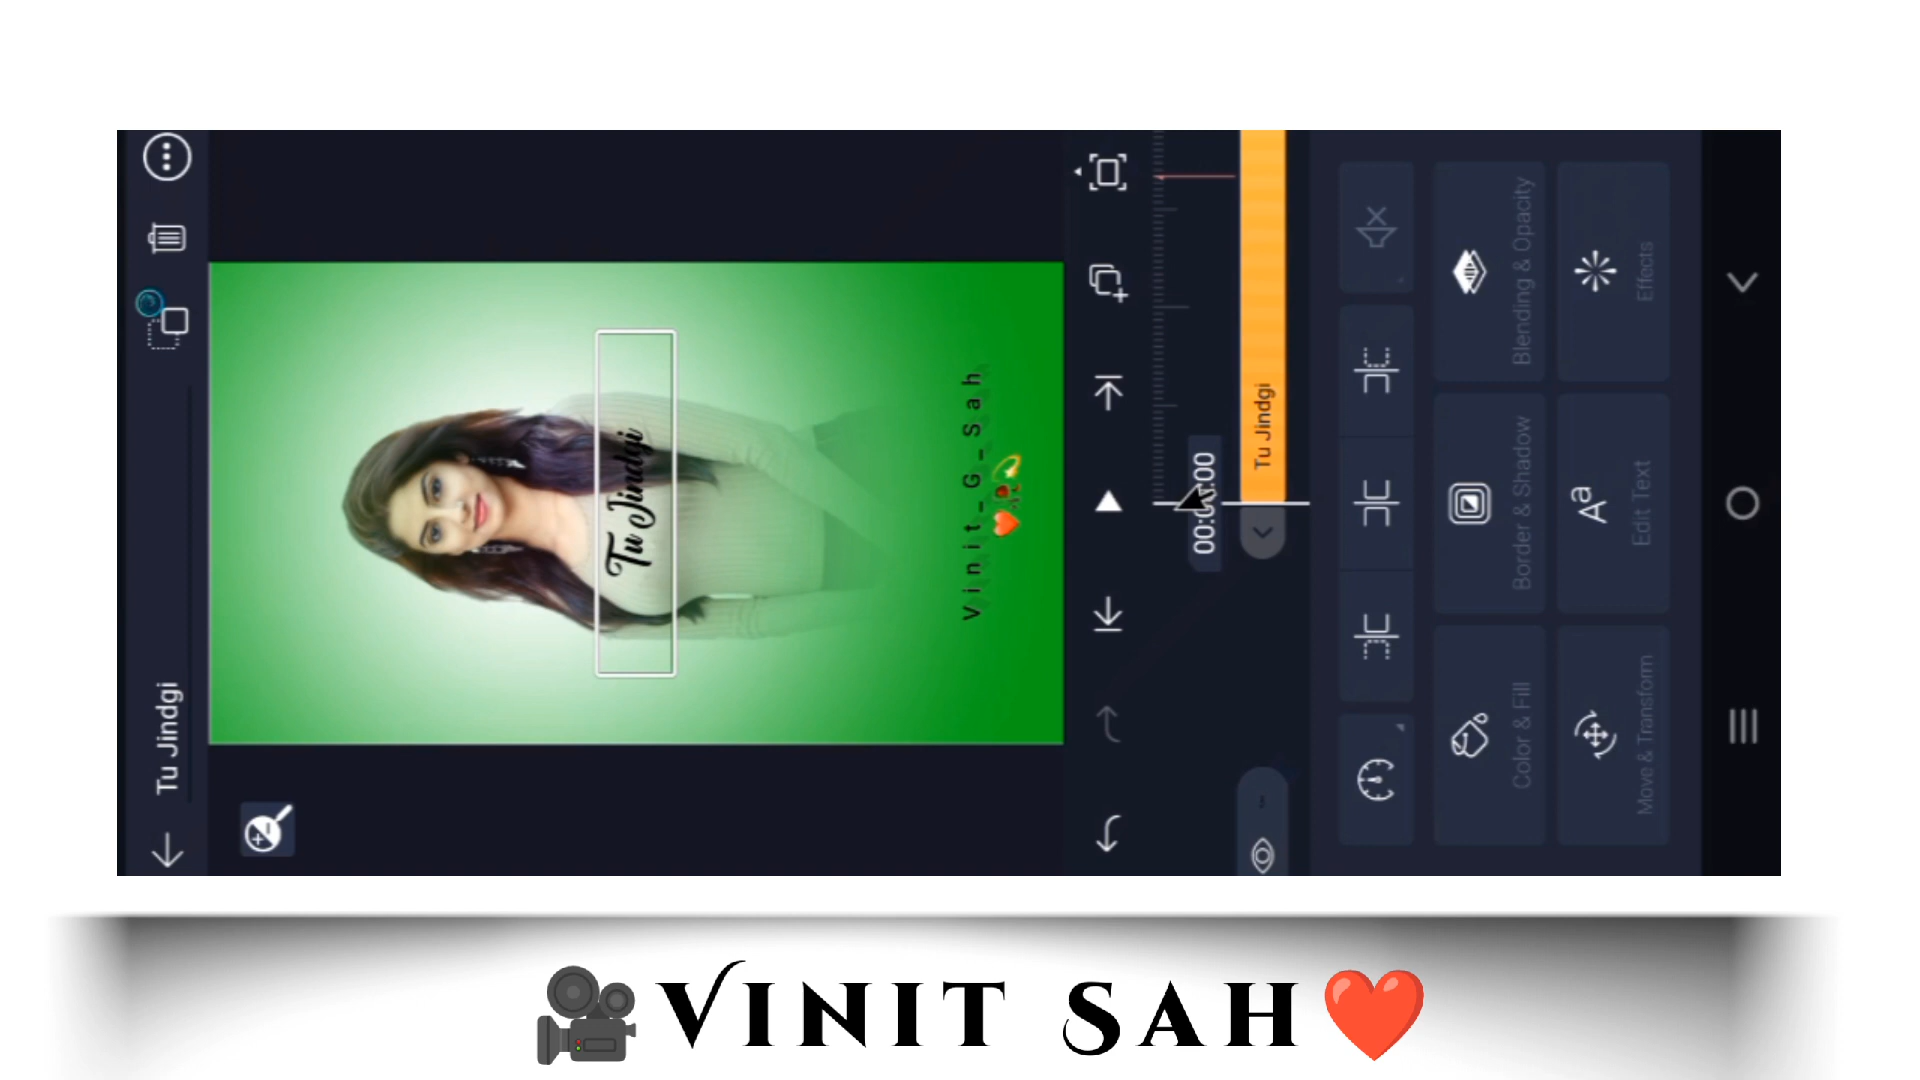 Tu Jindgi
Tu Jindgi
Vinit_G_Sah
Tu Jindgi
Blending & Opacity
Effects
Border & Shadow
Edit Text
Aa
Color & Fill
Move & Transform
VINIT SAH